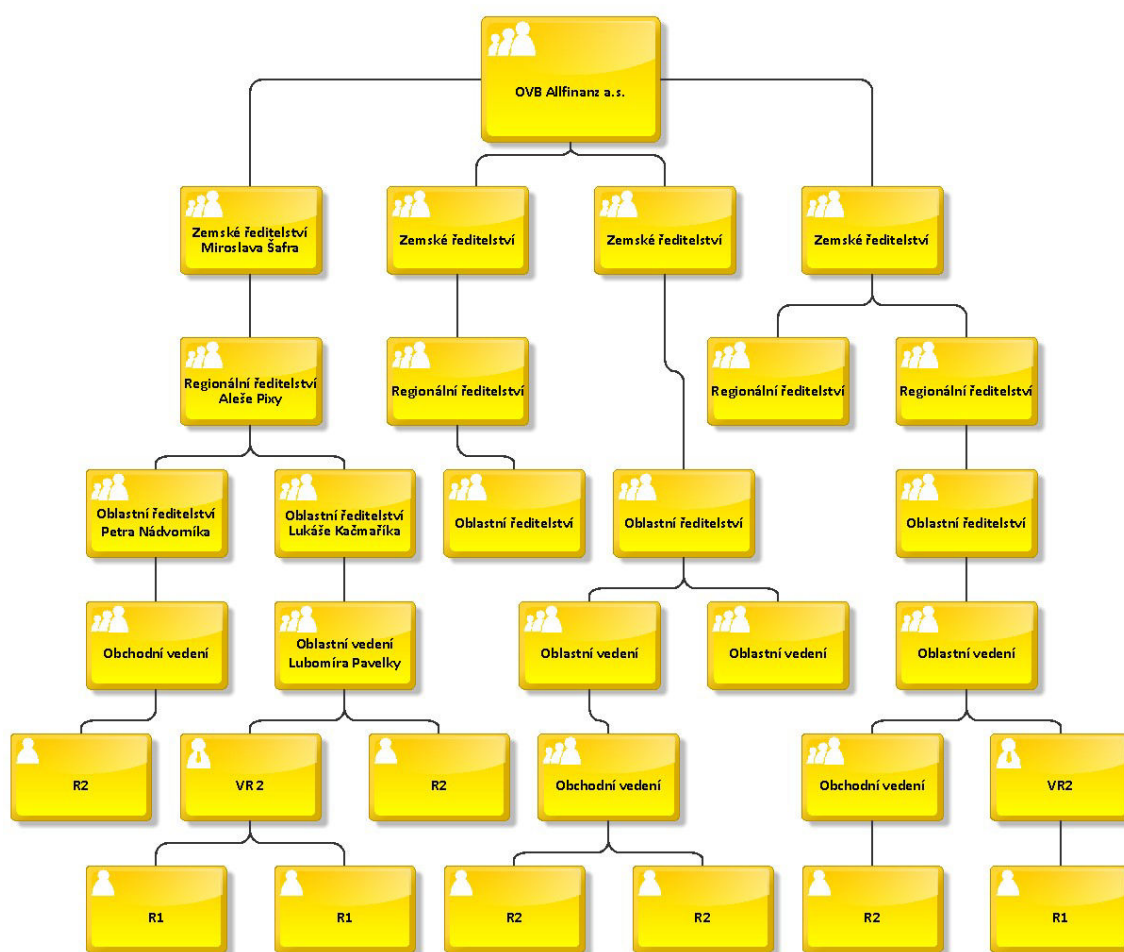 OVB Allfinanz a.s.
Zemské ředitelství
Miroslava Šafra
Zemské ředitelství
Zemské ředitelství
Zemské ředitelství
Regionální ředitelství
Aleše Pixy
Regionální ředitelství
Regionální ředitelství
Regionální ředitelství
Oblastní ředitelství
Petra Nádvorníka
Oblastní ředitelství
Lukáše Kačmaříka
Oblastní ředitelství
Oblastní ředitelství
Oblastní ředitelství
Obchodní vedení
Oblastní vedení
Lubomíra Pavelky
Oblastní vedení
Oblastní vedení
Oblastní vedení
R2
VR 2
R2
Obchodní vedení
Obchodní vedení
VR2
R1
R1
R2
R2
R2
R1